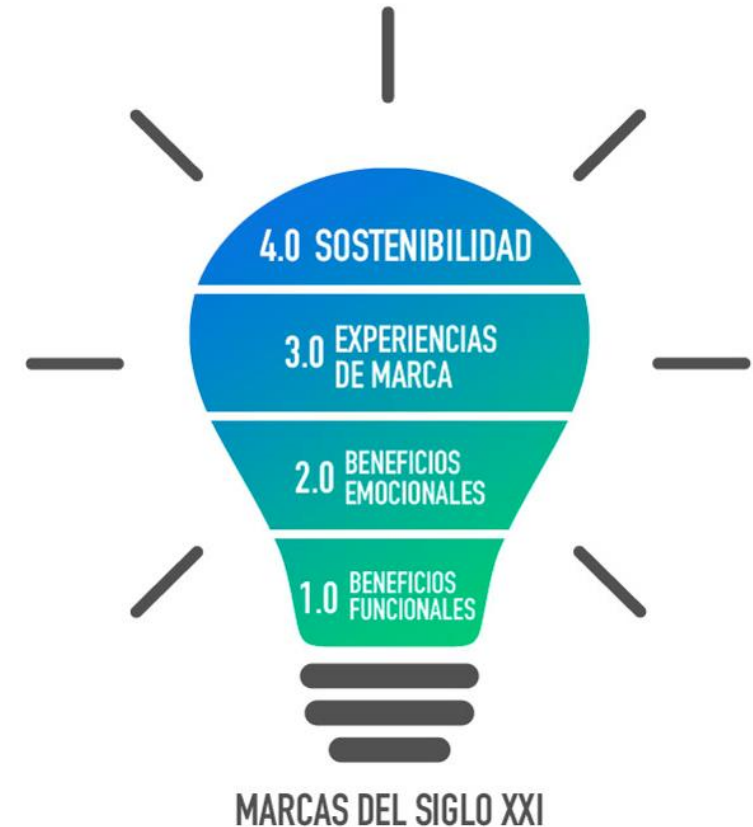 4.0 SOSTENIBILIDAD
3.0 EXPERIENCIAS
DE MARCA
2.0 BENEFICIOS
EMOCIONALES
1.0 BENEFICIOS
FUNCIONALES
MARCAS DEL SIGLO XXI